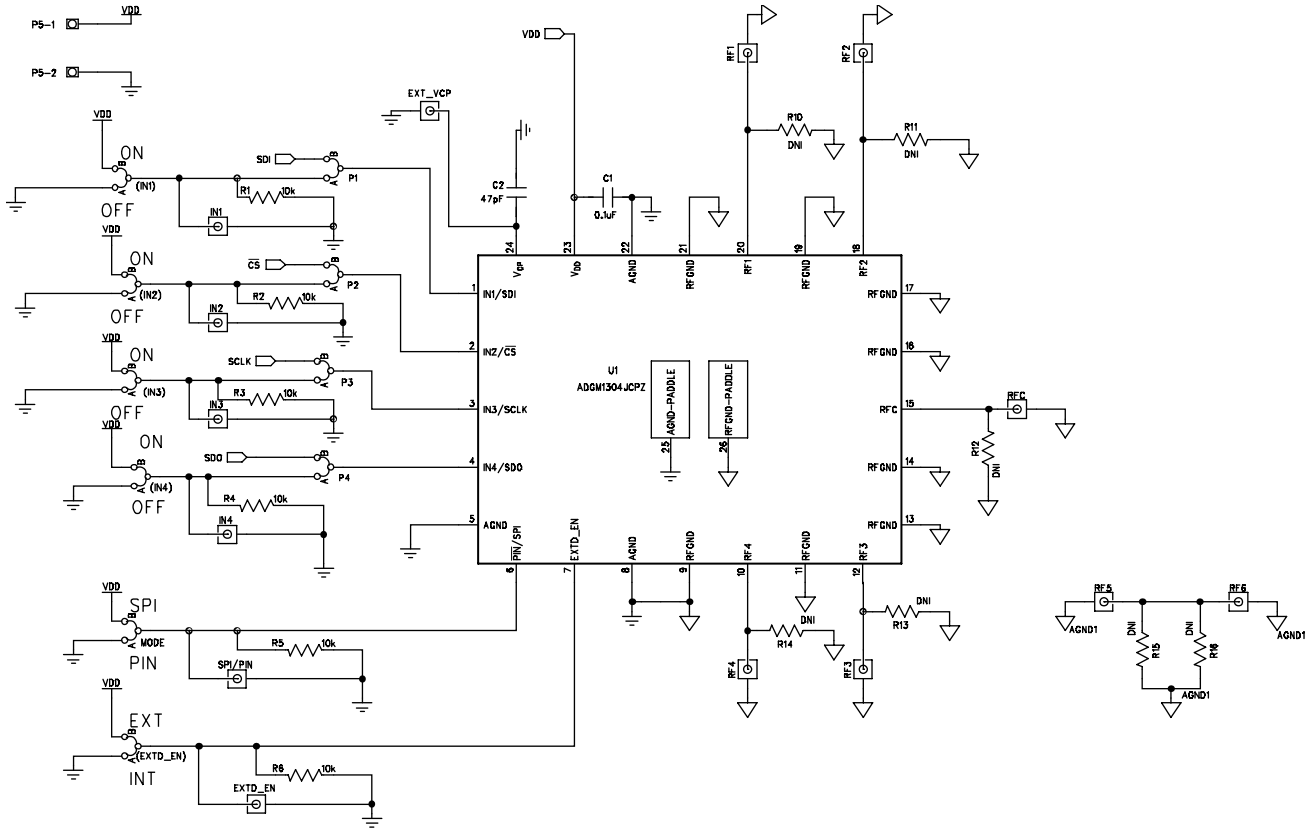 P5-1
VDD
P5-2
VDD
ON
B
A
(IN1)
OFF
SDI
B
A
P1
R1
10k
IN1
EXT_VCP
C2
47pF
VDD
C1
0.1uF
RF1
R10
DNI
RF2
R11
DNI
VDD
ON
B
A
(IN2)
OFF
CS
B
A
P2
R2
10k
IN2
VDD
ON
B
A
(IN3)
OFF
SCLK
B
A
P3
R3
10k
IN3
VDD
ON
B
A
(IN4)
OFF
SDO
B
A
P4
R4
10k
IN4
24
23
22
21
20
19
18
VCP
VDD
AGND
RFGND
RF1
RFGND
RF2
1
IN1/SDI
2
IN2/CS
3
IN3/SCLK
4
IN4/SDO
5
AGND
U1
ADGM1304JCPZ
AGND-PADDLE
25
RFGND-PADDLE
26
RFGND
17
RFGND
16
RFC
15
RFGND
14
RFGND
13
RFC
R12
DNI
PIN/SPI
EXTD_EN
AGND
RFGND
RF4
RFGND
RF3
6
7
8
9
10
11
12
DNI
R14
RF4
DNI
R13
RF3
VDD
SPI
B
A
MODE
PIN
R5
10k
SPI/PIN
VDD
EXT
B
A
(EXTD_EN)
INT
R6
10k
EXTD_EN
RF5
RF6
AGND1
AGND1
DNI
R15
DNI
R16
AGND1